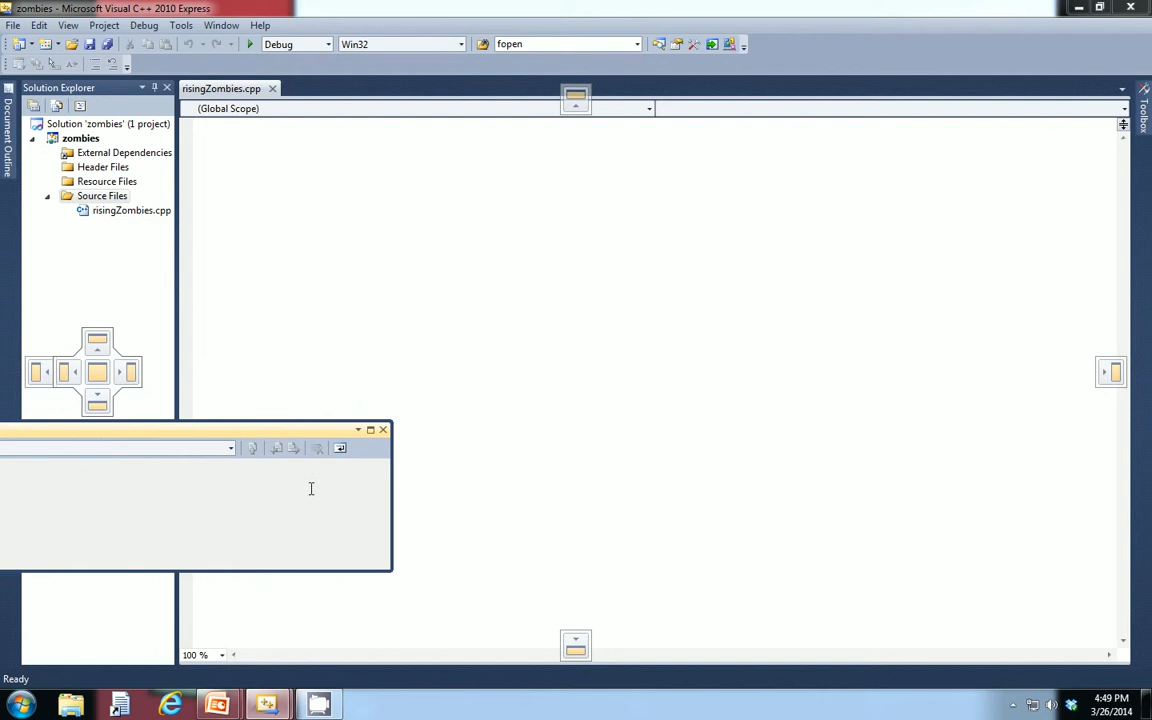 zombies - Microsoft Visual C++ 2010 Express
File Edit View Project Debug Tools Window Help
Debug Win32 fopen
Solution Explorer
risingZombies.cpp
(Global Scope)
Document Outline
Toolbox
Solution 'zombies' (1 project)
zombies
External Dependencies
Header Files
Resource Files
Source Files
risingZombies.cpp
100 %
Ready
4:49 PM
3/26/2014